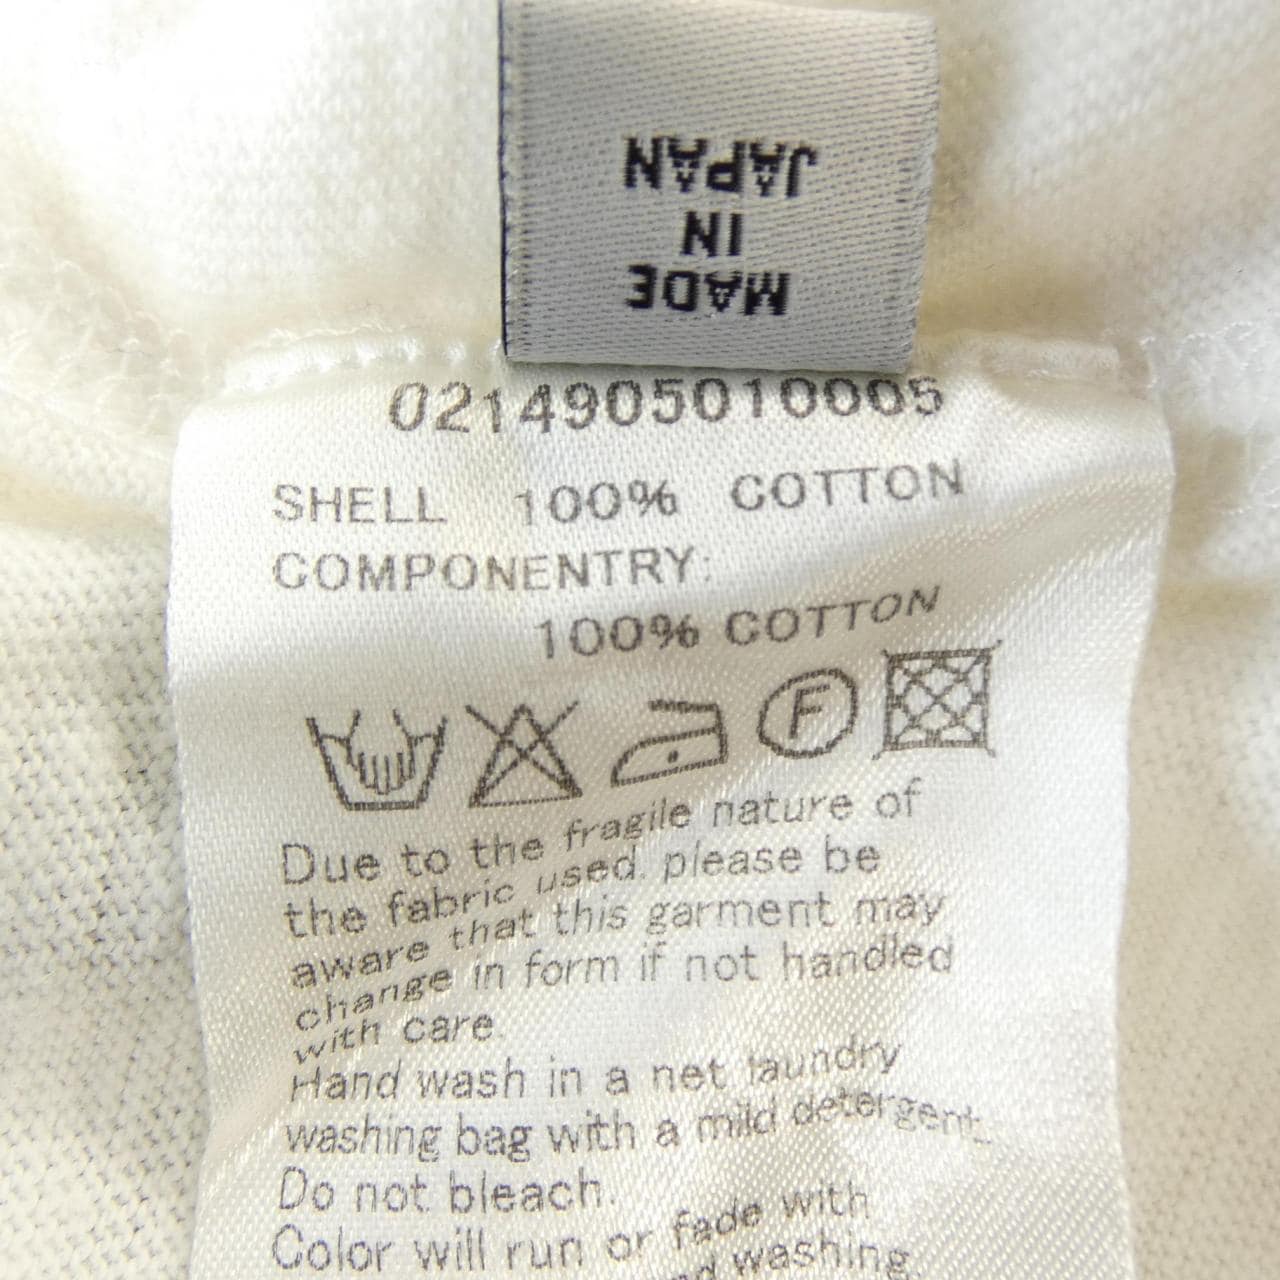 MADE
IN
JAPAN
0214905010005
SHELL 100% COTTON
COMPONENTRY:
100% COTTON
F
Due to the fragile nature of
the fabric used. please be
aware that this garment may
change in form if not handled
with care.
Hand wash in a net laundry
washing bag with a mild detergent.
Do not bleach.
Color will run or fade with
washing.